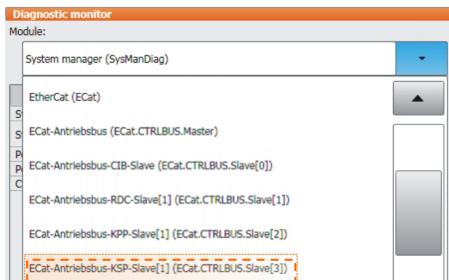 Diagnostic monitor
Module:
System manager (SysManDiag)
EtherCat (ECat)
ECat-Antriebsbus (ECat.CTRLBUS.Master)
ECat-Antriebsbus-CIB-Slave (ECat.CTRLBUS.Slave[0])
ECat-Antriebsbus-RDC-Slave[1] (ECat.CTRLBUS.Slave[1])
ECat-Antriebsbus-KPP-Slave[1] (ECat.CTRLBUS.Slave[2])
ECat-Antriebsbus-KSP-Slave[1] (ECat.CTRLBUS.Slave[3])